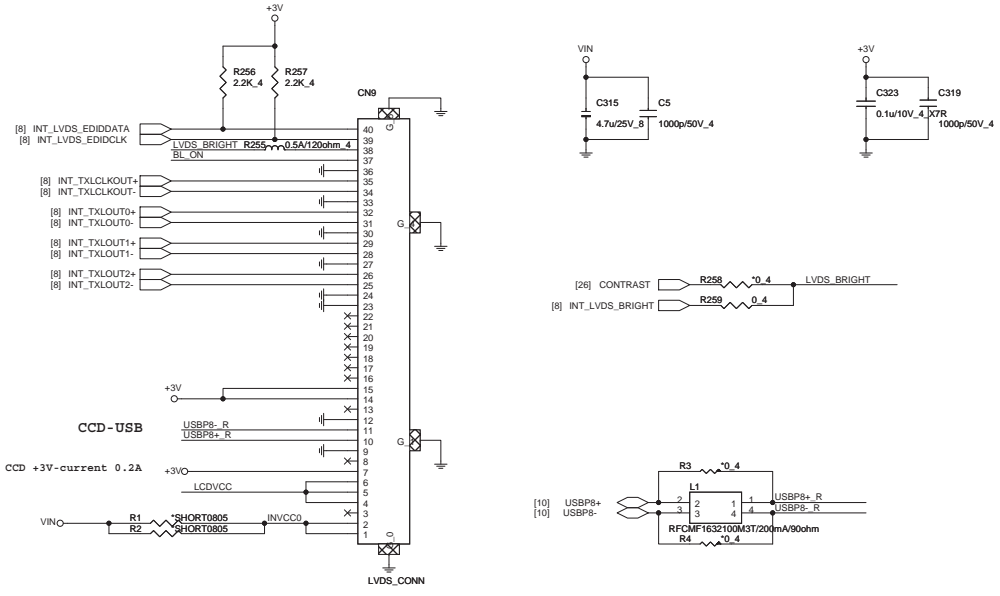 +3V
R256
2.2K_4
R257
2.2K_4
CN9
[8] INT_LVDS_EDIDDATA
[8] INT_LVDS_EDIDCLK
LVDS_BRIGHT R255 0.5A/120ohm_4
BL_ON
[8] INT_TXLCLKOUT+
[8] INT_TXLCLKOUT-
[8] INT_TXLOUT0+
[8] INT_TXLOUT0-
[8] INT_TXLOUT1+
[8] INT_TXLOUT1-
[8] INT_TXLOUT2+
[8] INT_TXLOUT2-
40
39
38
37
36
35
34
33
32
31
30
29
28
27
26
25
24
23
22
21
20
19
18
17
16
15
14
13
12
11
10
9
8
7
6
5
4
3
2
1
+3V
CCD-USB
USBP8-_R
USBP8+_R
CCD +3V-current 0.2A
+3V
LCDVCC
VIN
R1 *SHORT0805
R2 *SHORT0805
INVCC0
LVDS_CONN
VIN
C315
4.7u/25V_8
C5
1000p/50V_4
+3V
C323
0.1u/10V_4_X7R
C319
1000p/50V_4
[26] CONTRAST
R258 *0_4
LVDS_BRIGHT
[8] INT_LVDS_BRIGHT
R259 0_4
R3 *0_4
L1
[10] USBP8+
2 2 1 1
USBP8+_R
[10] USBP8-
3 3 4 4
USBP8-_R
RFCMF1632100M3T/200mA/90ohm
R4 *0_4